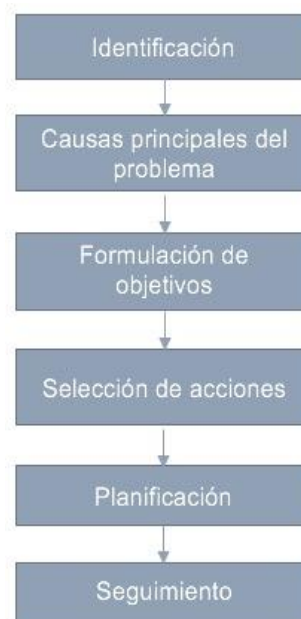 Identificación
Causas principales del
problema
Formulación de
objetivos
Selección de acciones
Planificación
Seguimiento